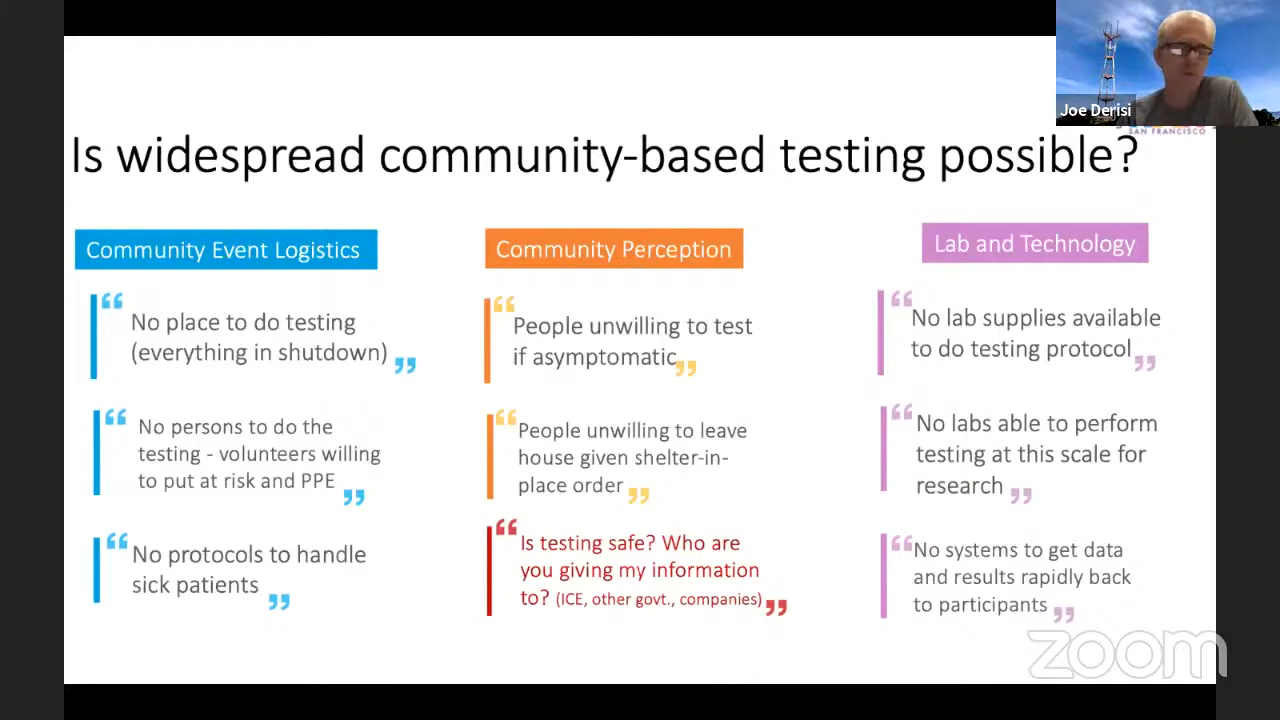 Joe Derisi
SAN FRANCISCO
Is widespread community-based testing possible?
Community Event Logistics
“
No place to do testing
(everything in shutdown)
”
“
No persons to do the
testing - volunteers willing
to put at risk and PPE
”
“
No protocols to handle
sick patients
”
Community Perception
“
People unwilling to test
if asymptomatic
”
“
People unwilling to leave
house given shelter-in-
place order
”
“
Is testing safe? Who are
you giving my information
to? (ICE, other govt., companies)
”
Lab and Technology
“
No lab supplies available
to do testing protocol
”
“
No labs able to perform
testing at this scale for
research
”
“
No systems to get data
and results rapidly back
to participants
”
zoom